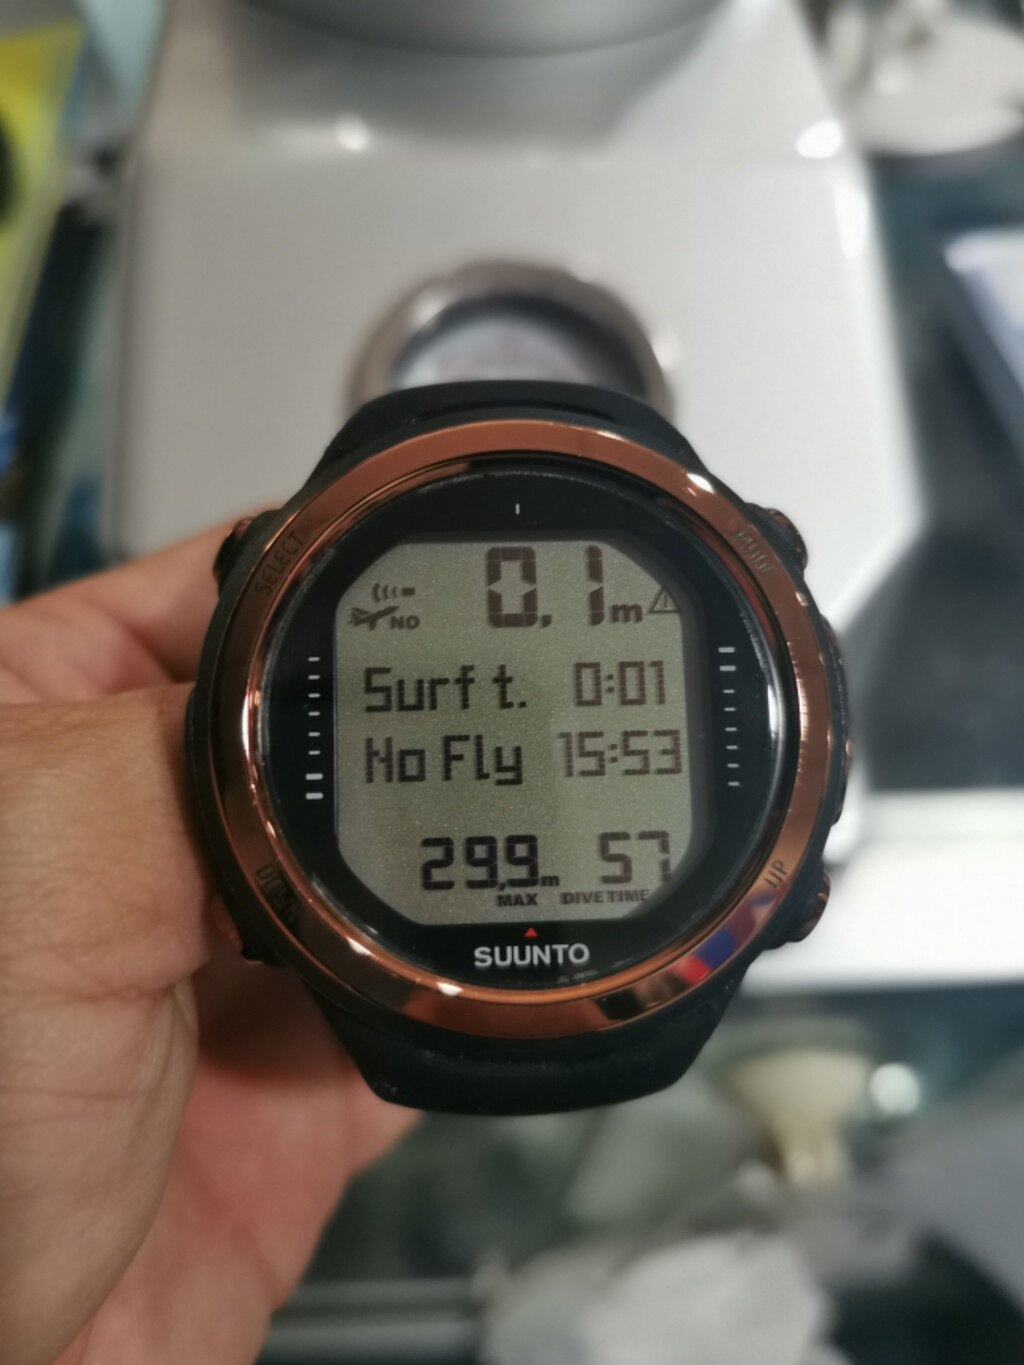 SELECT
MODE
0,1m
NO
Surf t. 0:01
No Fly 15:53
29,9m 57
MAX DIVETIME
DOWN
UP
SUUNTO